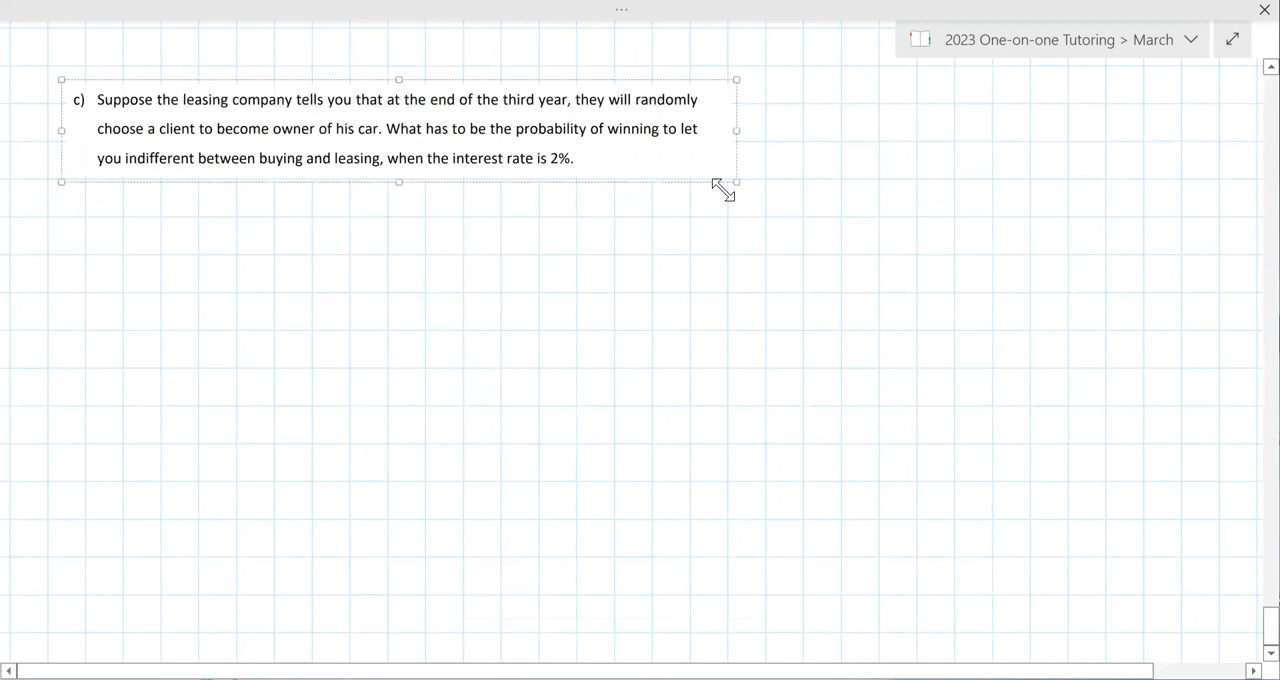 ...
2023 One-on-one Tutoring > March
c) Suppose the leasing company tells you that at the end of the third year, they will randomly
choose a client to become owner of his car. What has to be the probability of winning to let
you indifferent between buying and leasing, when the interest rate is 2%.